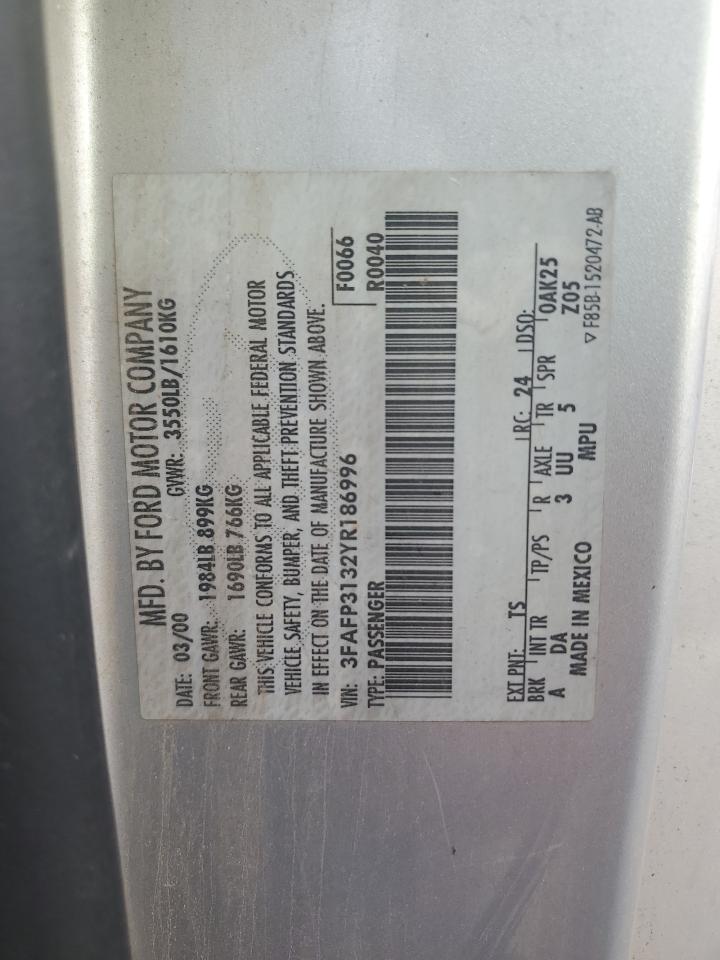 MFD. BY FORD MOTOR COMPANY
DATE: 03/00 GVWR: 3550LB/1610KG
FRONT GAWR: 1984LB 899KG
REAR GAWR: 1690LB 766KG
THIS VEHICLE CONFORMS TO ALL APPLICABLE FEDERAL MOTOR
VEHICLE SAFETY, BUMPER, AND THEFT PREVENTION STANDARDS
IN EFFECT ON THE DATE OF MANUFACTURE SHOWN ABOVE.
VIN: 3FAFP3132YR186996 F0066
TYPE: PASSENGER R0040
EXT PNT: TS RC: 24 DSO:
BRK INT TR TP/PS R AXLE TR SPR 0AK25
A DA 3 UU 5 Z05
MADE IN MEXICO MPU
▽ F85B-1520472-AB